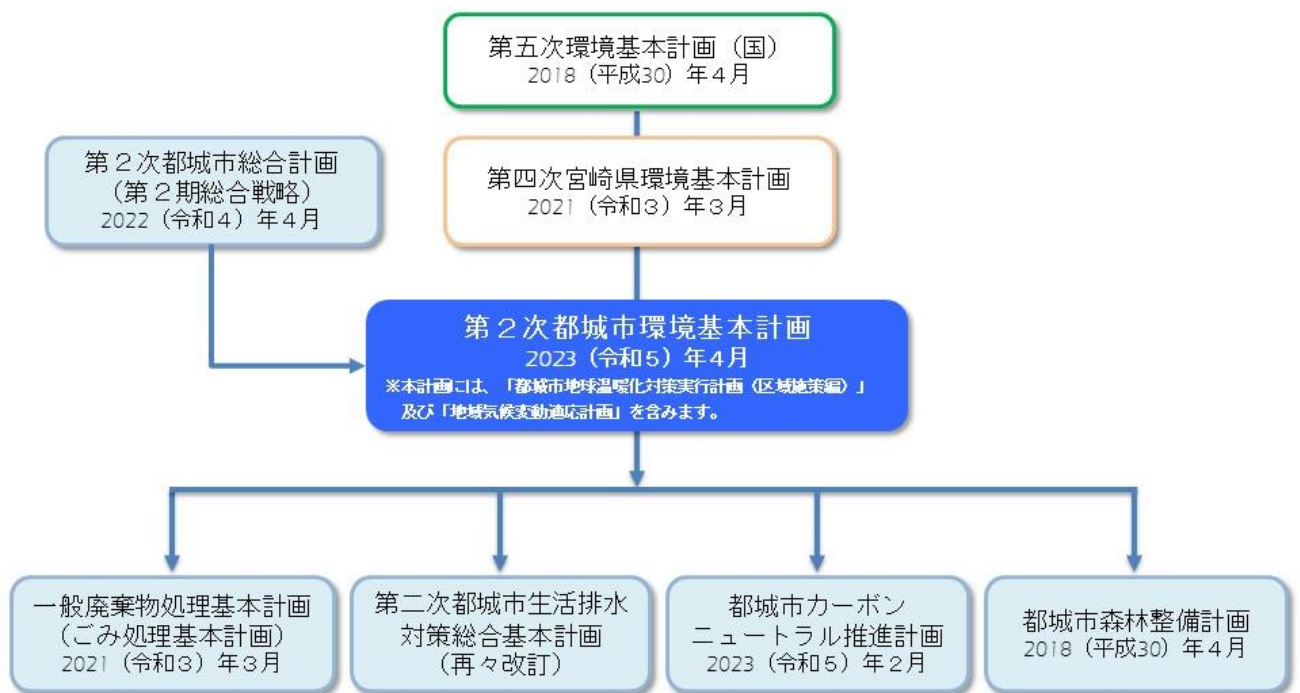 第五次環境基本計画（国）
2018（平成30）年４月
第２次都城市総合計画
（第２期総合戦略）
2022（令和４）年４月
第四次宮崎県環境基本計画
2021（令和３）年３月
第２次都城市環境基本計画
2023（令和５）年４月
※本計画には、「都城市地球温暖化対策実行計画（区域施策編）」
及び「地域気候変動適応計画」を含みます。
一般廃棄物処理基本計画
（ごみ処理基本計画）
2021（令和３）年３月
第二次都城市生活排水
対策総合基本計画
（再々改訂）
都城市カーボン
ニュートラル推進計画
2023（令和５）年２月
都城市森林整備計画
2018（平成30）年４月